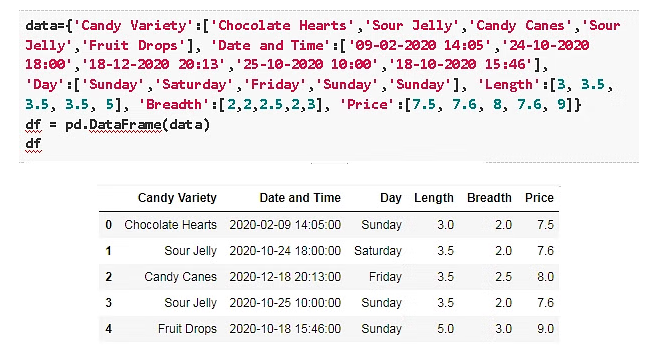 data={'Candy Variety':['Chocolate Hearts','Sour Jelly','Candy Canes','Sour
Jelly','Fruit Drops'], 'Date and Time':['09-02-2020 14:05','24-10-2020
18:00','18-12-2020 20:13','25-10-2020 10:00','18-10-2020 15:46'],
'Day':['Sunday','Saturday','Friday','Sunday','Sunday'], 'Length':[3, 3.5,
3.5, 3.5, 5], 'Breadth':[2,2,2.5,2,3], 'Price':[7.5, 7.6, 8, 7.6, 9]}
df = pd.DataFrame(data)
df
Candy Variety Date and Time Day Length Breadth Price
0 Chocolate Hearts 2020-02-09 14:05:00 Sunday 3.0 2.0 7.5
1 Sour Jelly 2020-10-24 18:00:00 Saturday 3.5 2.0 7.6
2 Candy Canes 2020-12-18 20:13:00 Friday 3.5 2.5 8.0
3 Sour Jelly 2020-10-25 10:00:00 Sunday 3.5 2.0 7.6
4 Fruit Drops 2020-10-18 15:46:00 Sunday 5.0 3.0 9.0